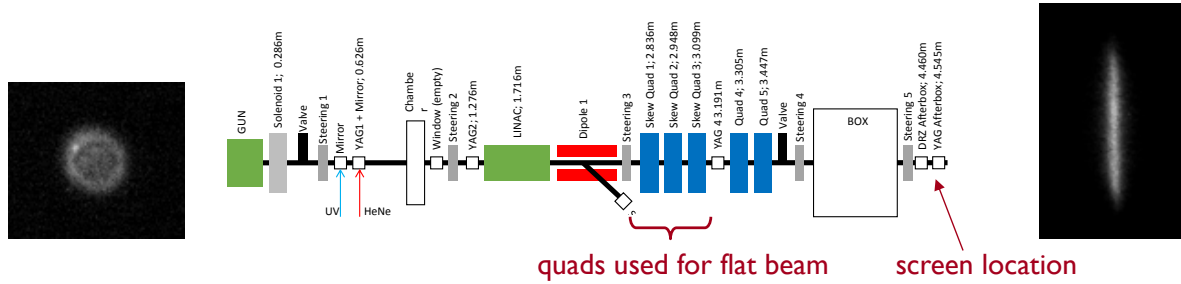 GUN
Solenoid 1; 0.286m
Valve
Steering 1
Mirror
YAG1 + Mirror; 0.626m
Chambe
r
Window (empty)
Steering 2
YAG2; 1.276m
LINAC; 1.716m
Dipole 1
Steering 3
Skew Quad 1; 2.836m
Skew Quad 2; 2.948m
Skew Quad 3; 3.099m
YAG 4 3.191m
Quad 4; 3.305m
Quad 5; 3.447m
Valve
Steering 4
BOX
Steering 5
DRZ Afterbox; 4.460m
YAG Afterbox; 4.545m
UV
HeNe
quads used for flat beam
screen location